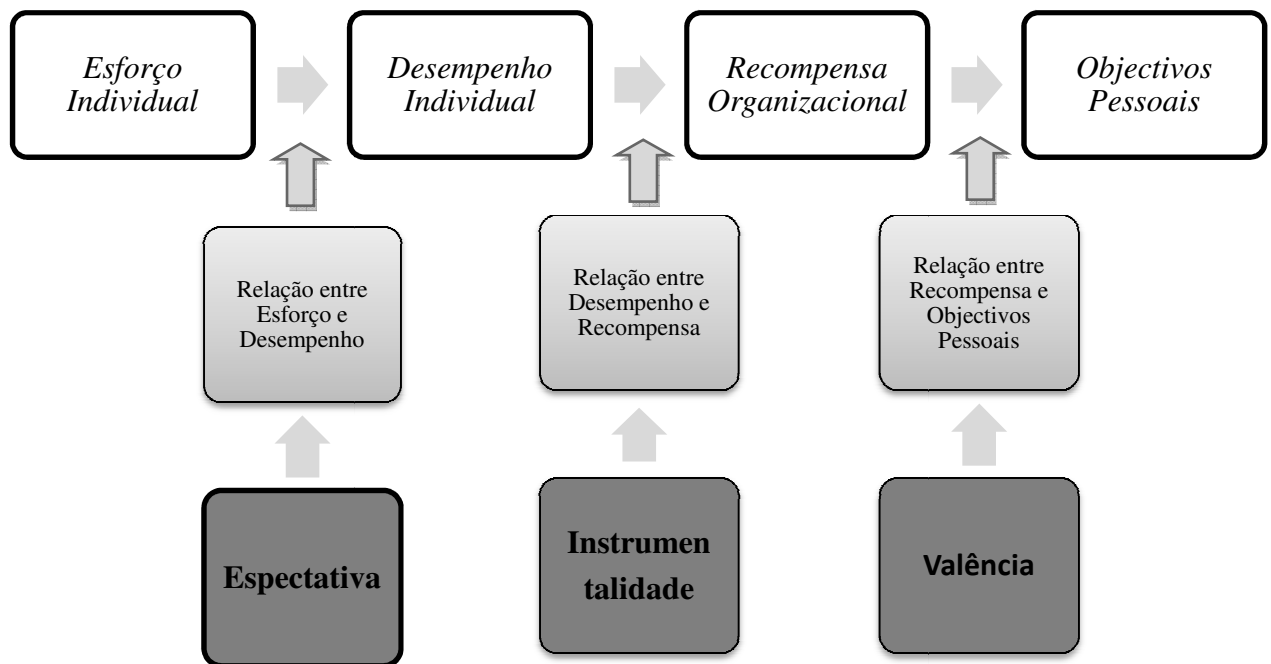 Esforço
Individual
Desempenho
Individual
Recompensa
Organizacional
Objectivos
Pessoais
Relação entre
Esforço e
Desempenho
Relação entre
Desempenho e
Recompensa
Relação entre
Recompensa e
Objectivos
Pessoais
Espectativa
Instrumen
talidade
Valência